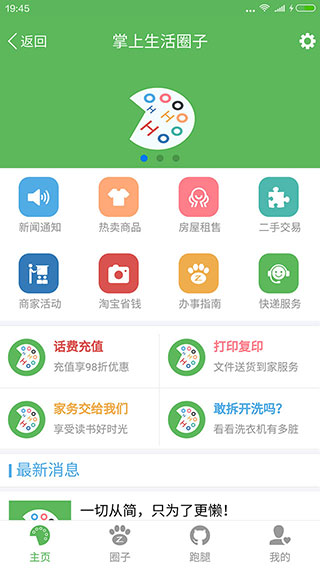 19:45
返回
掌上生活圈子
新闻通知
热卖商品
房屋租售
二手交易
商家活动
淘宝省钱
办事指南
快递服务
话费充值
充值享98折优惠
打印复印
文件送货到家服务
家务交给我们
享受读书好时光
敢拆开洗吗?
看看洗衣机有多脏
最新消息
一切从简，只为了更懒！
主页
圈子
跑腿
我的